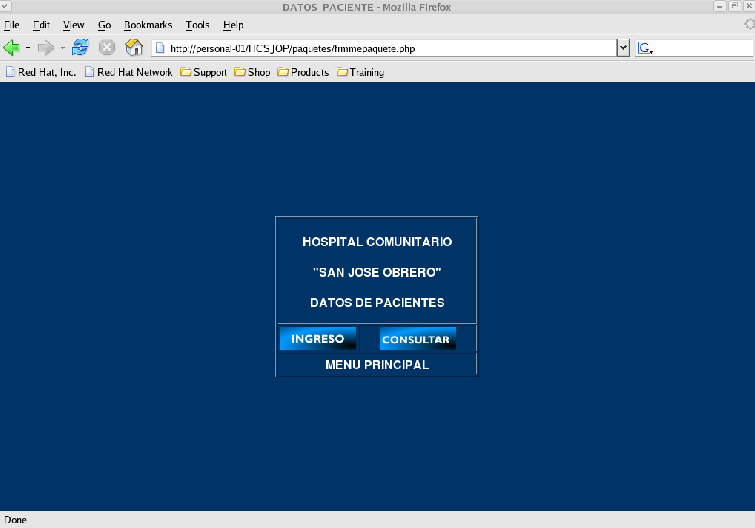 DATOS PACIENTE - Mozilla Firefox
File Edit View Go Bookmarks Tools Help
http://personal-01/HCSJOP/paquetes/frmmepaquete.php
G
Red Hat, Inc. Red Hat Network Support Shop Products Training
HOSPITAL COMUNITARIO
"SAN JOSE OBRERO"
DATOS DE PACIENTES
INGRESO CONSULTAR
MENU PRINCIPAL
Done